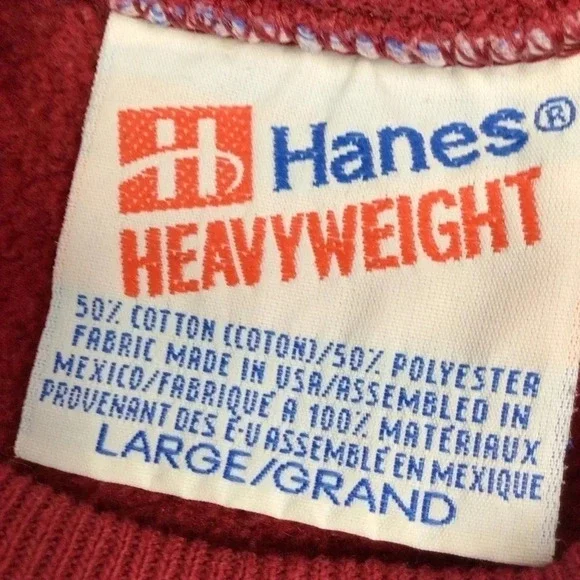 H Hanes®
HEAVYWEIGHT
50% COTTON (COTON)/50% POLYESTER
FABRIC MADE IN USA/ASSEMBLED IN
MEXICO/FABRIQUÉ A 100% MATÉRIAUX
PROVENANT DES É-U ASSEMBLÉ EN MEXIQUE
LARGE/GRAND